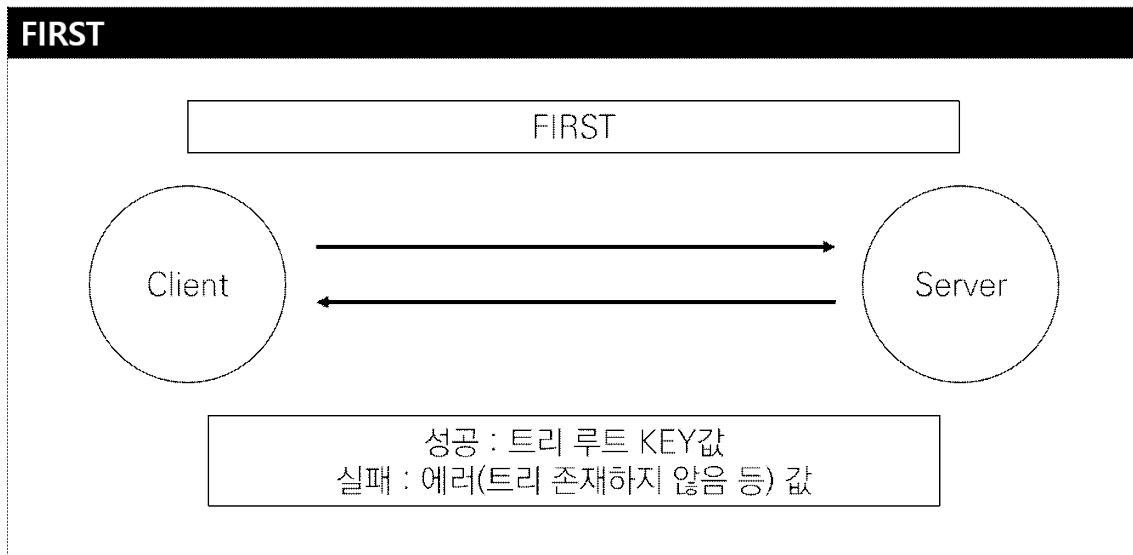 FIRST
FIRST
Client
Server
성공 : 트리 루트 KEY값
실패 : 에러(트리 존재하지 않음 등) 값